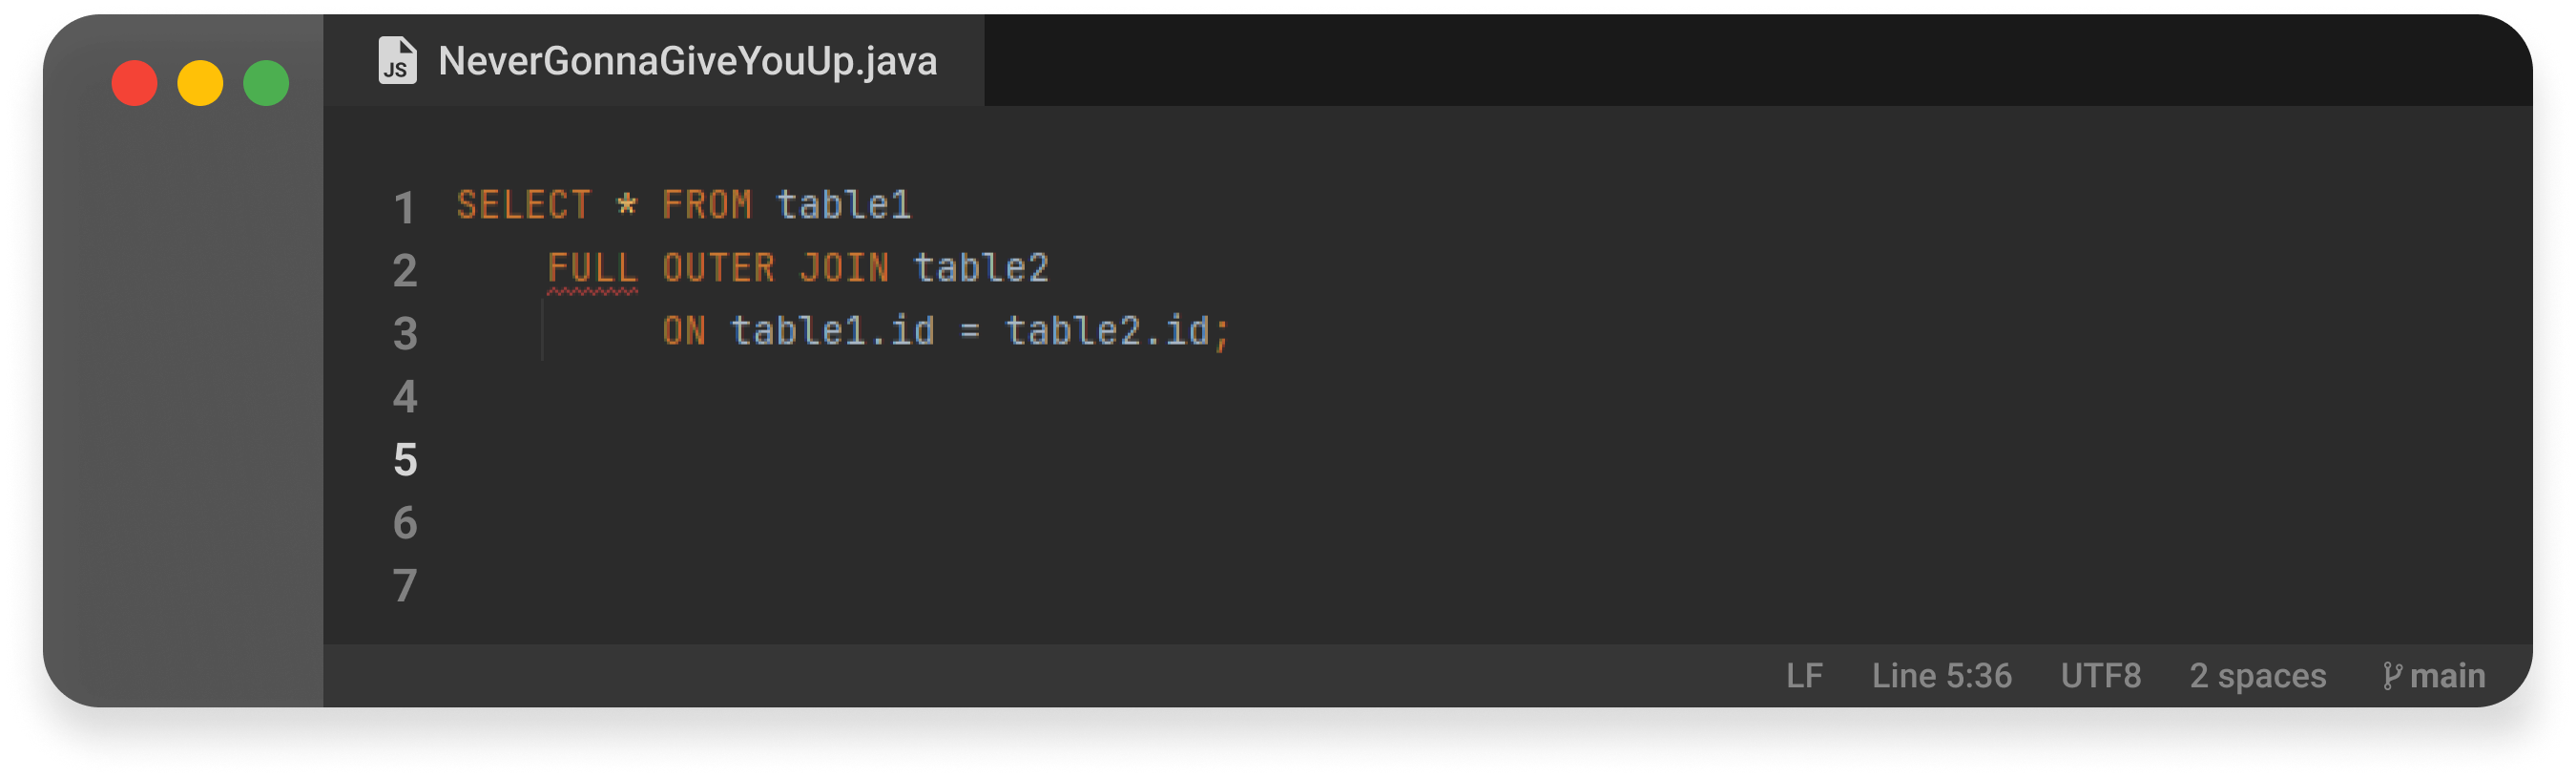 JS NeverGonnaGiveYouUp.java
1 SELECT * FROM table1
2 FULL OUTER JOIN table2
3 ON table1.id = table2.id;
4
5
6
7
LF Line 5:36 UTF8 2 spaces main